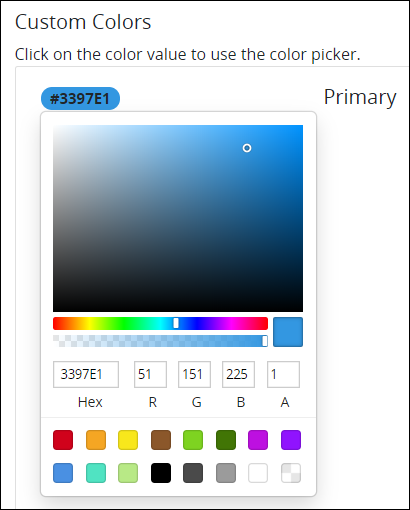 Custom Colors
Click on the color value to use the color picker.
#3397E1
Primary
3397E1 51 151 225 1
Hex R G B A